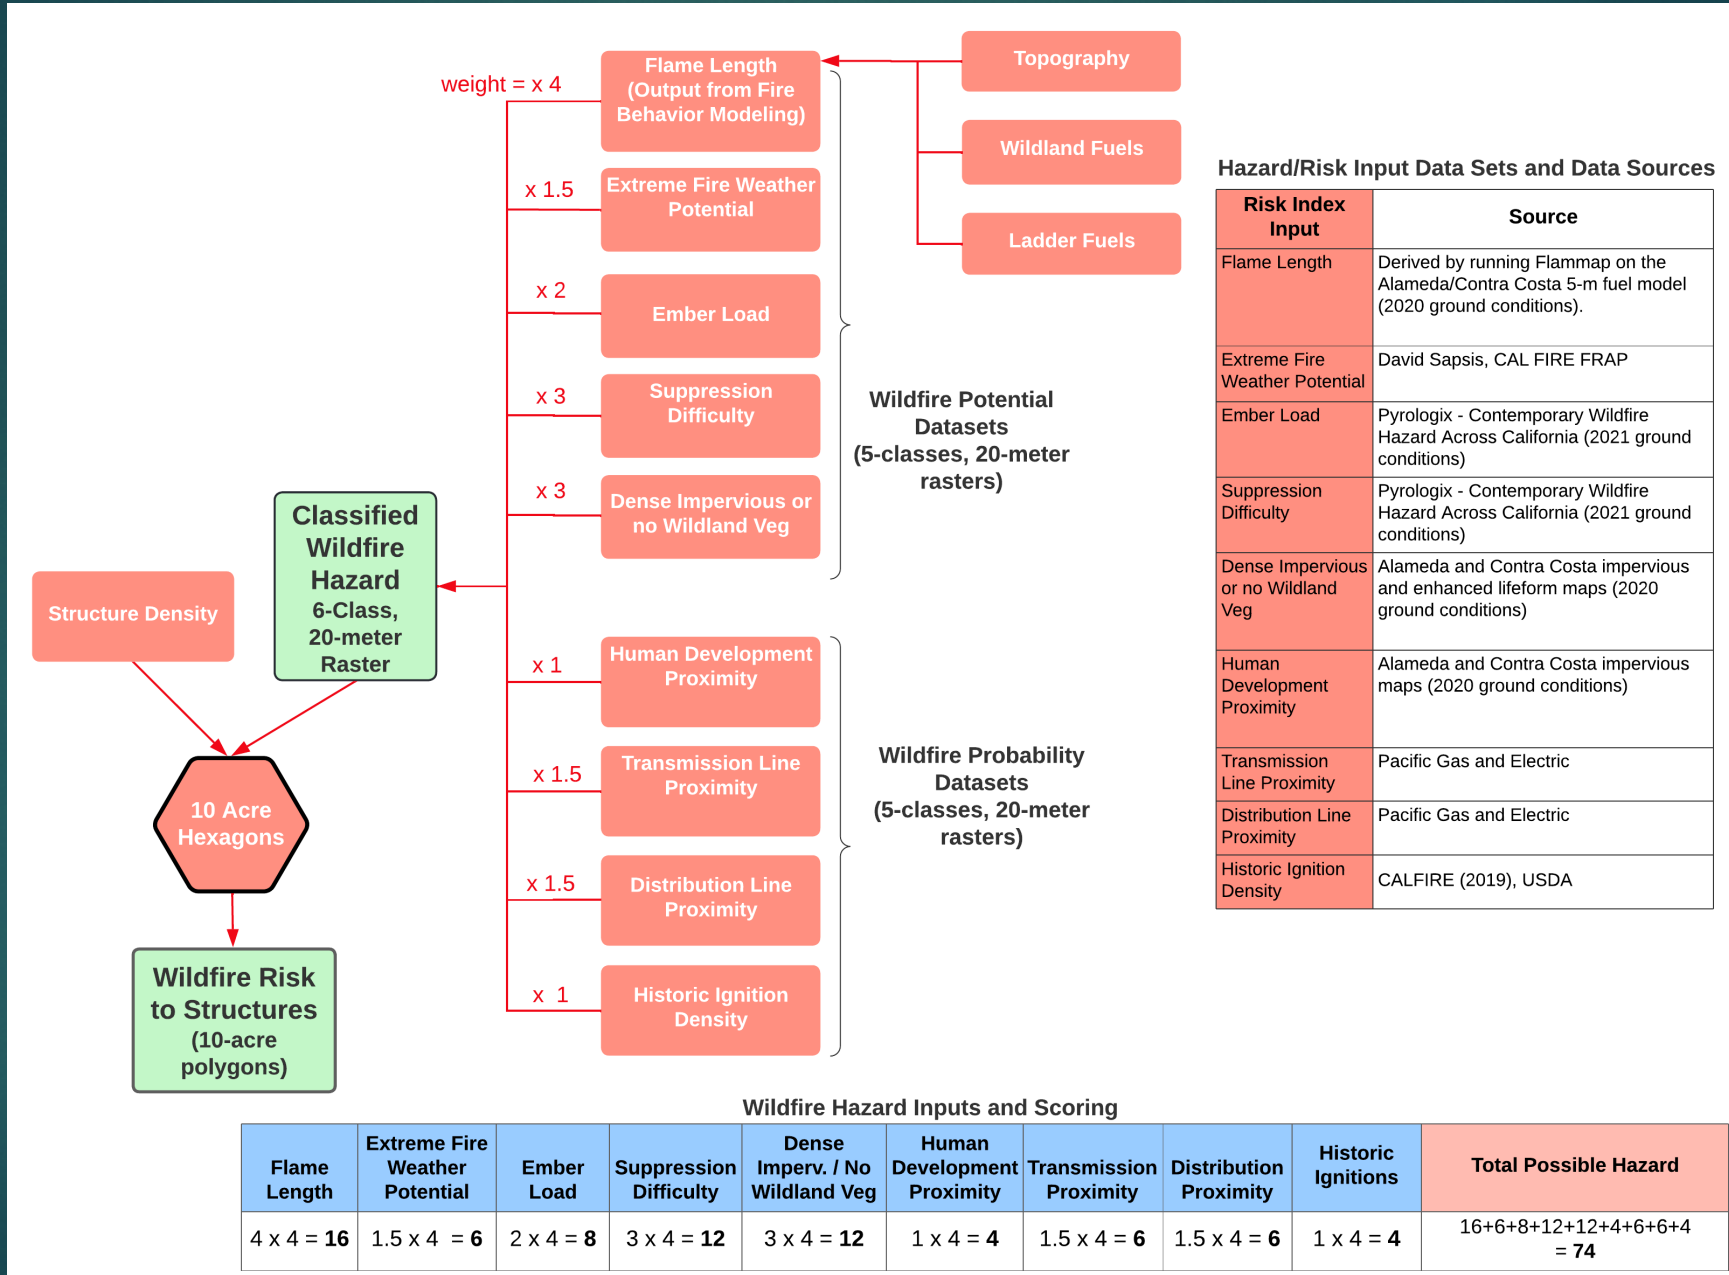 weight = x 4
Flame Length
(Output from Fire
Behavior Modeling)
Topography
Wildland Fuels
Ladder Fuels
x 1.5
Extreme Fire Weather
Potential
x 2
Ember Load
x 3
Suppression
Difficulty
x 3
Dense Impervious or
no Wildland Veg
Wildfire Potential
Datasets
(5-classes, 20-meter
rasters)
Classified
Wildfire
Hazard
6-Class,
20-meter
Raster
Structure Density
10 Acre
Hexagons
Wildfire Risk
to Structures
(10-acre
polygons)
x 1
Human Development
Proximity
x 1.5
Transmission Line
Proximity
x 1.5
Distribution Line
Proximity
x 1
Historic Ignition
Density
Wildfire Probability
Datasets
(5-classes, 20-meter
rasters)
Hazard/Risk Input Data Sets and Data Sources
Risk Index
Input
Source
Flame Length
Derived by running Flammap on the
Alameda/Contra Costa 5-m fuel model
(2020 ground conditions).
Extreme Fire
Weather Potential
David Sapsis, CAL FIRE FRAP
Ember Load
Pyrologix - Contemporary Wildfire
Hazard Across California (2021 ground
conditions)
Suppression
Difficulty
Pyrologix - Contemporary Wildfire
Hazard Across California (2021 ground
conditions)
Dense Impervious
or no Wildland
Veg
Alameda and Contra Costa impervious
and enhanced lifeform maps (2020
ground conditions)
Human
Development
Proximity
Alameda and Contra Costa impervious
maps (2020 ground conditions)
Transmission
Line Proximity
Pacific Gas and Electric
Distribution Line
Proximity
Pacific Gas and Electric
Historic Ignition
Density
CALFIRE (2019), USDA
Wildfire Hazard Inputs and Scoring
Flame
Length
Extreme Fire
Weather
Potential
Ember
Load
Suppression
Difficulty
Dense
Imperv. / No
Wildland Veg
Human
Development
Proximity
Transmission
Proximity
Distribution
Proximity
Historic
Ignitions
Total Possible Hazard
4 x 4 = 16
1.5 x 4 = 6
2 x 4 = 8
3 x 4 = 12
3 x 4 = 12
1 x 4 = 4
1.5 x 4 = 6
1.5 x 4 = 6
1 x 4 = 4
16+6+8+12+12+4+6+6+4
= 74